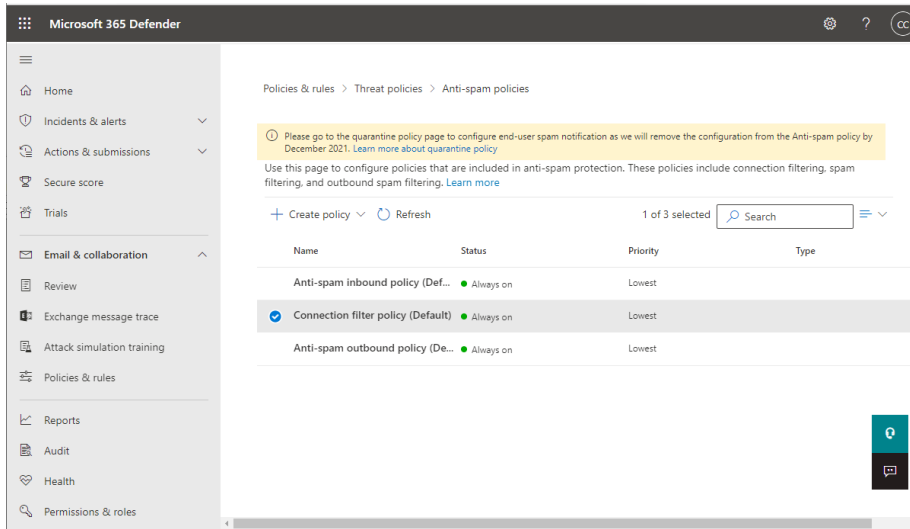 Microsoft 365 Defender
?
CC
Home
Incidents & alerts
Actions & submissions
Secure score
Trials
Email & collaboration
Review
Exchange message trace
Attack simulation training
Policies & rules
Reports
Audit
Health
Permissions & roles
Policies & rules > Threat policies > Anti-spam policies
Please go to the quarantine policy page to configure end-user spam notification as we will remove the configuration from the Anti-spam policy by
December 2021. Learn more about quarantine policy
Use this page to configure policies that are included in anti-spam protection. These policies include connection filtering, spam
filtering, and outbound spam filtering. Learn more
Create policy Refresh 1 of 3 selected Search
Name Status Priority Type
Anti-spam inbound policy (Def... Always on Lowest
Connection filter policy (Default) Always on Lowest
Anti-spam outbound policy (De... Always on Lowest